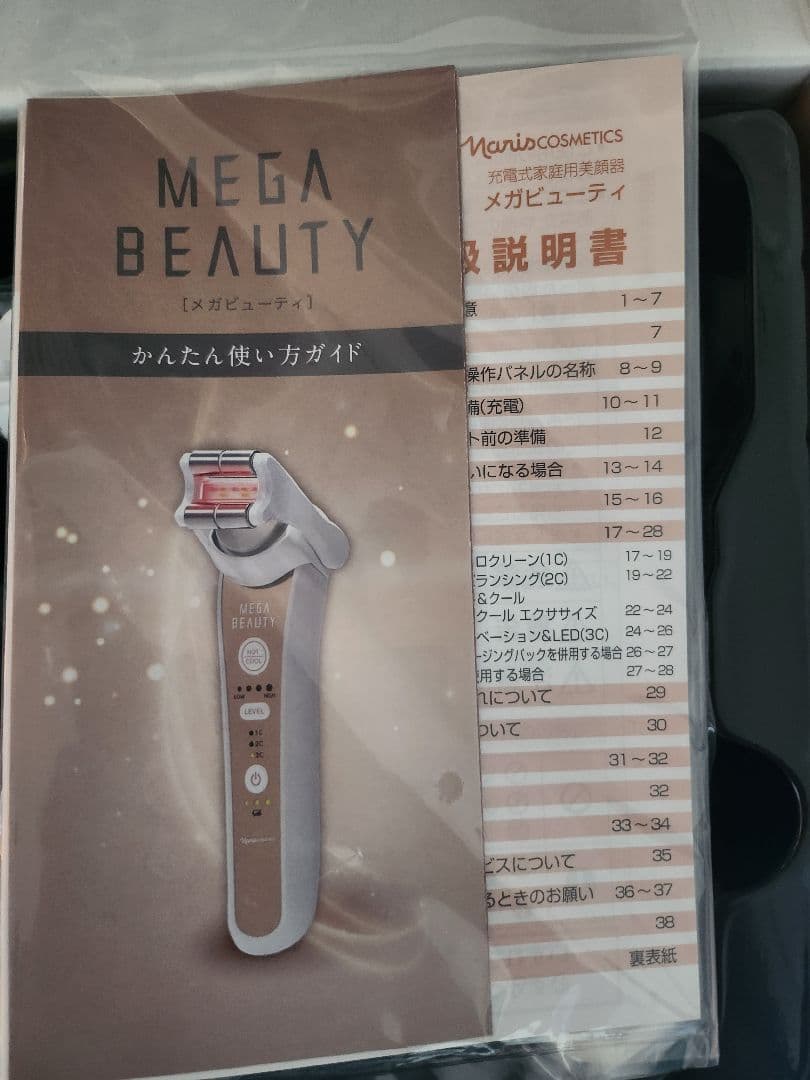 MEGA
BEAUTY
[メガビューティ]
かんたん使い方ガイド
MEGA
BEAUTY
HOT
COOL
LOW HIGH
LEVEL
1C
2C
3C
Naris COSMETICS
充電式家庭用美顔器
メガビューティ
扱説明書
意 1～7
7
操作パネルの名称 8～9
備(充電) 10～11
ト前の準備 12
いになる場合 13～14
15～16
17～28
ロクリーン(1C) 17～19
ランシング(2C) 19～22
&クール
クール エクササイズ 22～24
ベーション&LED(3C) 24～26
ージングパックを併用する場合 26～27
使用する場合 27～28
れについて 29
ついて 30
31～32
32
33～34
ビスについて 35
るときのお願い 36～37
38
裏表紙